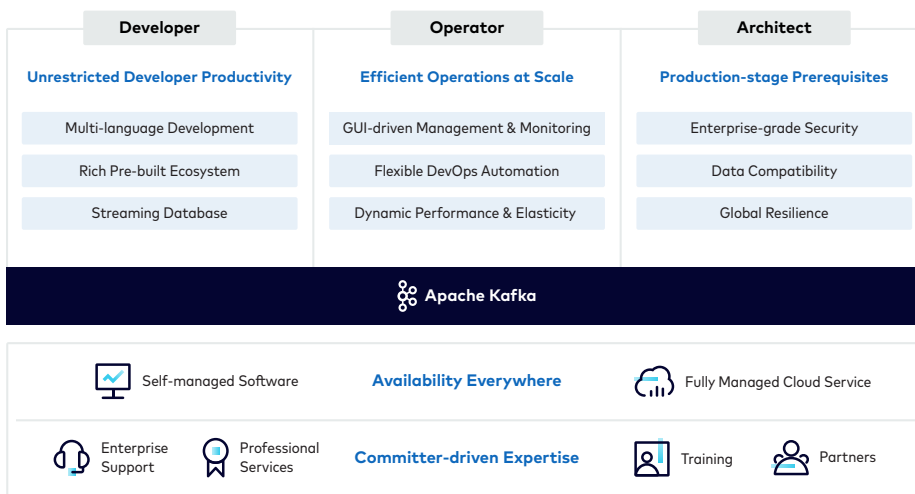 Developer
Operator
Architect
Unrestricted Developer Productivity
Efficient Operations at Scale
Production-stage Prerequisites
Multi-language Development
GUI-driven Management & Monitoring
Enterprise-grade Security
Rich Pre-built Ecosystem
Flexible DevOps Automation
Data Compatibility
Streaming Database
Dynamic Performance & Elasticity
Global Resilience
Apache Kafka
Self-managed Software
Availability Everywhere
Fully Managed Cloud Service
Enterprise
Support
Professional
Services
Committer-driven Expertise
Training
Partners